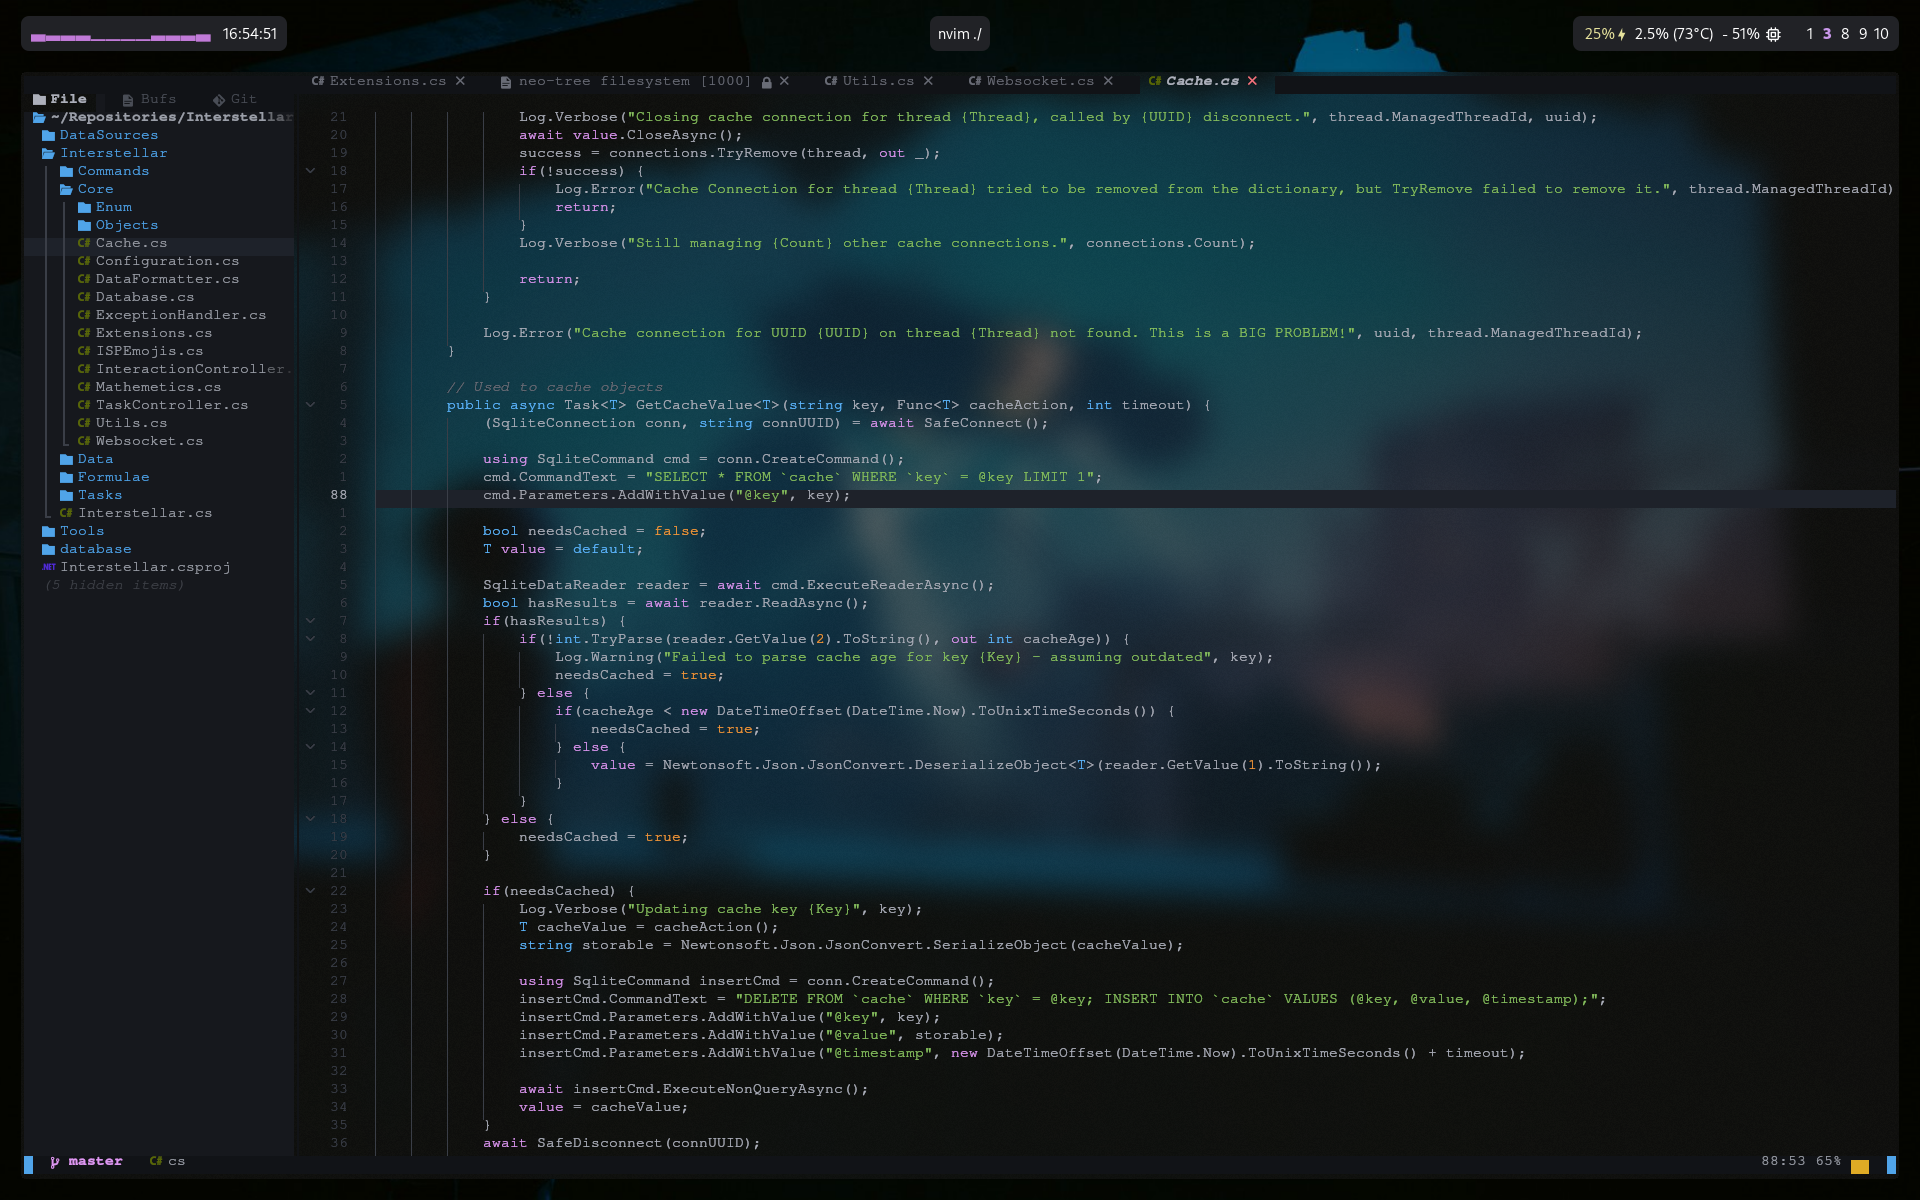 16:54:51
nvim ./
25% 2.5% (73°C) - 51% 1 3 8 9 10
C# Extensions.cs ✕ neo-tree filesystem [1000] ✕ C# Utils.cs ✕ C# Websocket.cs ✕ C# Cache.cs ✕
File Bufs Git
~/Repositories/Interstellar
DataSources
Interstellar
Commands
Core
Enum
Objects
C# Cache.cs
C# Configuration.cs
C# DataFormatter.cs
C# Database.cs
C# ExceptionHandler.cs
C# Extensions.cs
C# ISPEmojis.cs
C# InteractionController.
C# Mathemetics.cs
C# TaskController.cs
C# Utils.cs
C# Websocket.cs
Data
Formulae
Tasks
C# Interstellar.cs
Tools
database
.NET Interstellar.csproj
(5 hidden items)
21 Log.Verbose("Closing cache connection for thread {Thread}, called by {UUID} disconnect.", thread.ManagedThreadId, uuid);
20 await value.CloseAsync();
19 success = connections.TryRemove(thread, out _);
18 if(!success) {
17 Log.Error("Cache Connection for thread {Thread} tried to be removed from the dictionary, but TryRemove failed to remove it.", thread.ManagedThreadId)
16 return;
15 }
14 Log.Verbose("Still managing {Count} other cache connections.", connections.Count);
13
12 return;
11 }
10
9 Log.Error("Cache connection for UUID {UUID} on thread {Thread} not found. This is a BIG PROBLEM!", uuid, thread.ManagedThreadId);
8 }
7
6 // Used to cache objects
5 public async Task<T> GetCacheValue<T>(string key, Func<T> cacheAction, int timeout) {
4 (SqliteConnection conn, string connUUID) = await SafeConnect();
3
2 using SqliteCommand cmd = conn.CreateCommand();
1 cmd.CommandText = "SELECT * FROM `cache` WHERE `key` = @key LIMIT 1";
88 cmd.Parameters.AddWithValue("@key", key);
1
2 bool needsCached = false;
3 T value = default;
4
5 SqliteDataReader reader = await cmd.ExecuteReaderAsync();
6 bool hasResults = await reader.ReadAsync();
7 if(hasResults) {
8 if(!int.TryParse(reader.GetValue(2).ToString(), out int cacheAge)) {
9 Log.Warning("Failed to parse cache age for key {Key} - assuming outdated", key);
10 needsCached = true;
11 } else {
12 if(cacheAge < new DateTimeOffset(DateTime.Now).ToUnixTimeSeconds()) {
13 needsCached = true;
14 } else {
15 value = Newtonsoft.Json.JsonConvert.DeserializeObject<T>(reader.GetValue(1).ToString());
16 }
17 }
18 } else {
19 needsCached = true;
20 }
21
22 if(needsCached) {
23 Log.Verbose("Updating cache key {Key}", key);
24 T cacheValue = cacheAction();
25 string storable = Newtonsoft.Json.JsonConvert.SerializeObject(cacheValue);
26
27 using SqliteCommand insertCmd = conn.CreateCommand();
28 insertCmd.CommandText = "DELETE FROM `cache` WHERE `key` = @key; INSERT INTO `cache` VALUES (@key, @value, @timestamp);";
29 insertCmd.Parameters.AddWithValue("@key", key);
30 insertCmd.Parameters.AddWithValue("@value", storable);
31 insertCmd.Parameters.AddWithValue("@timestamp", new DateTimeOffset(DateTime.Now).ToUnixTimeSeconds() + timeout);
32
33 await insertCmd.ExecuteNonQueryAsync();
34 value = cacheValue;
35 }
36 await SafeDisconnect(connUUID);
master C# cs 88:53 65%